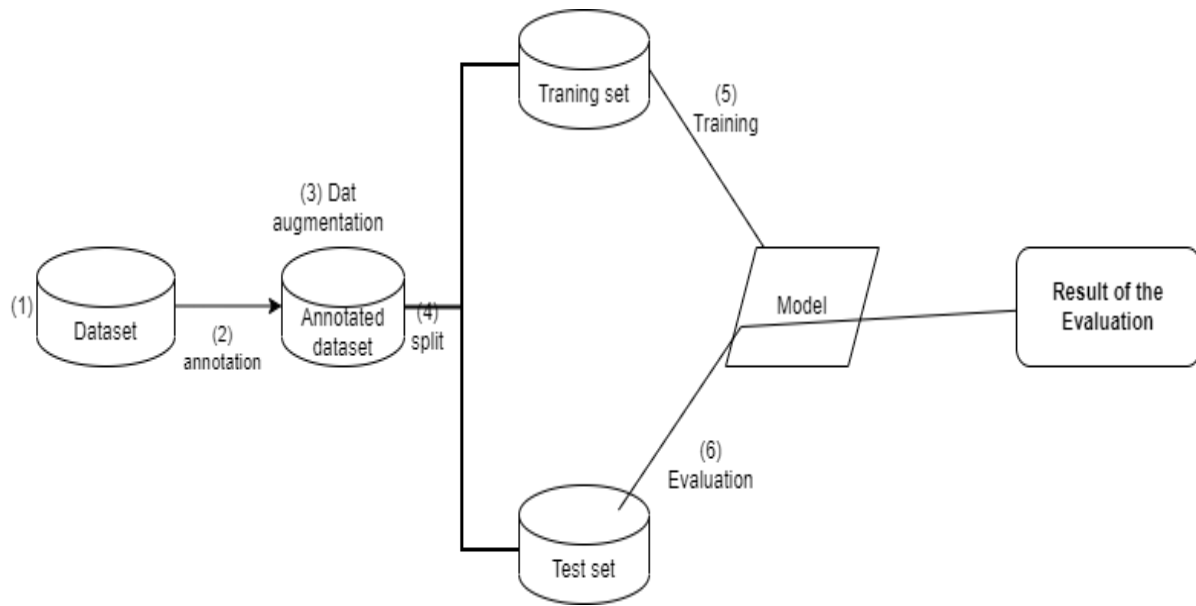 (1)
Dataset
(2)
annotation
(3) Dat
augmentation
Annotated
dataset
(4)
split
Traning set
(5)
Training
Model
(6)
Evaluation
Test set
Result of the
Evaluation